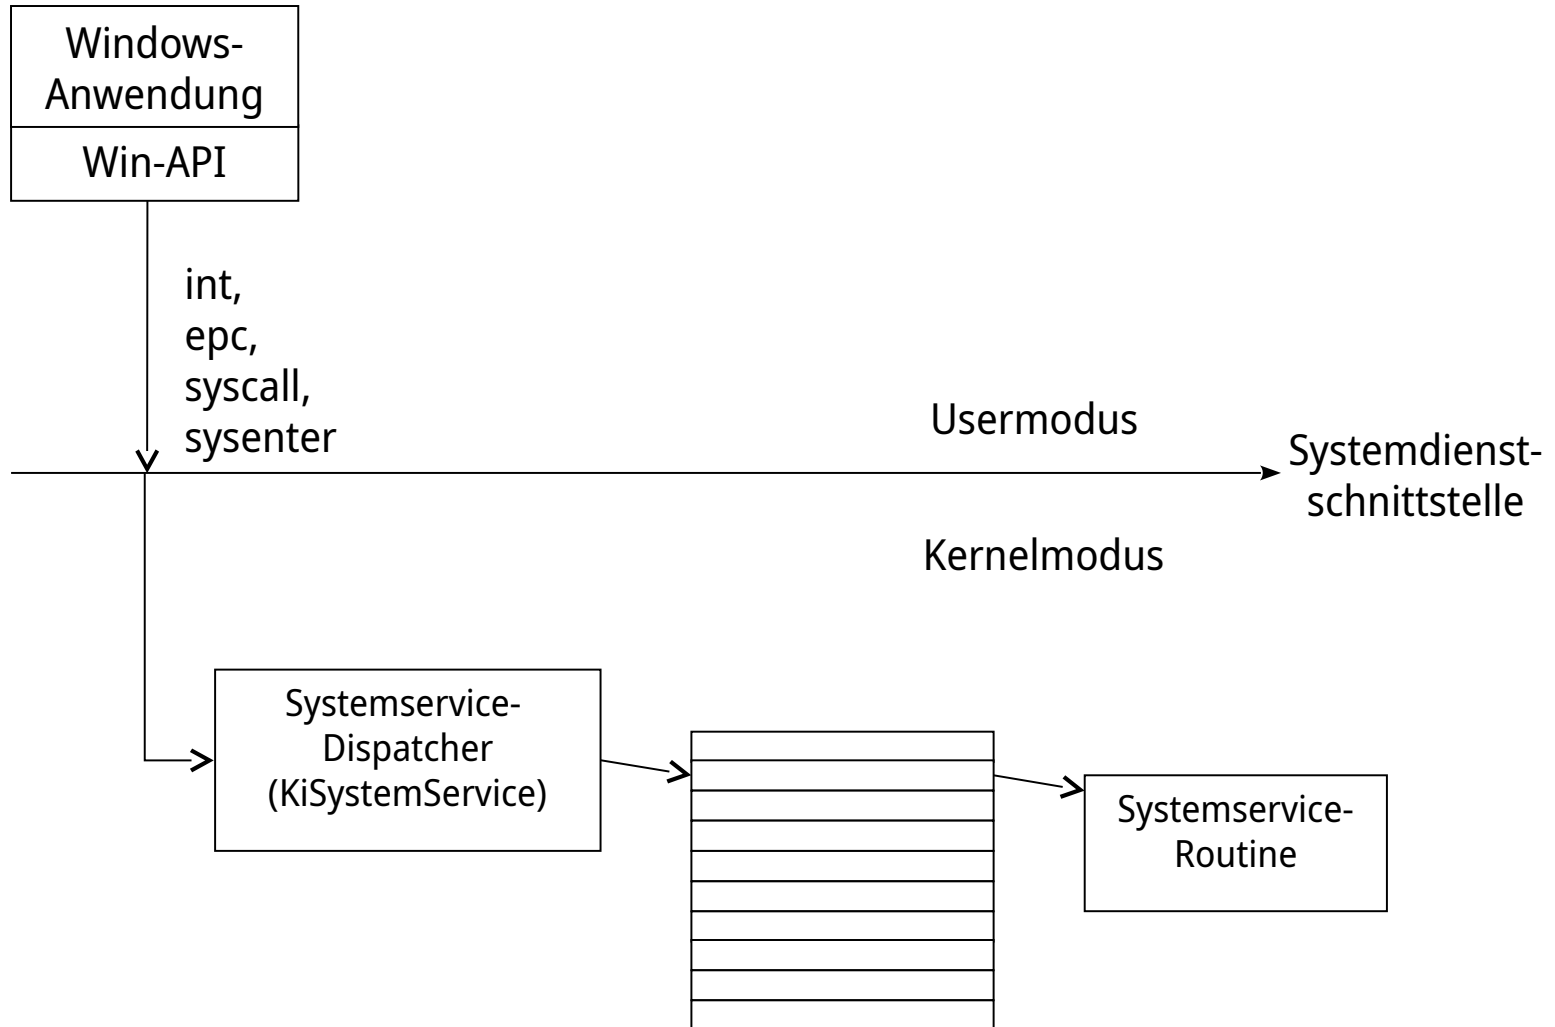 Windows-
Anwendung
Win-API
int,
epc,
syscall,
sysenter
Usermodus
Systemdienst-
schnittstelle
Kernelmodus
Systemservice-
Dispatcher
(KiSystemService)
Systemservice-
Routine